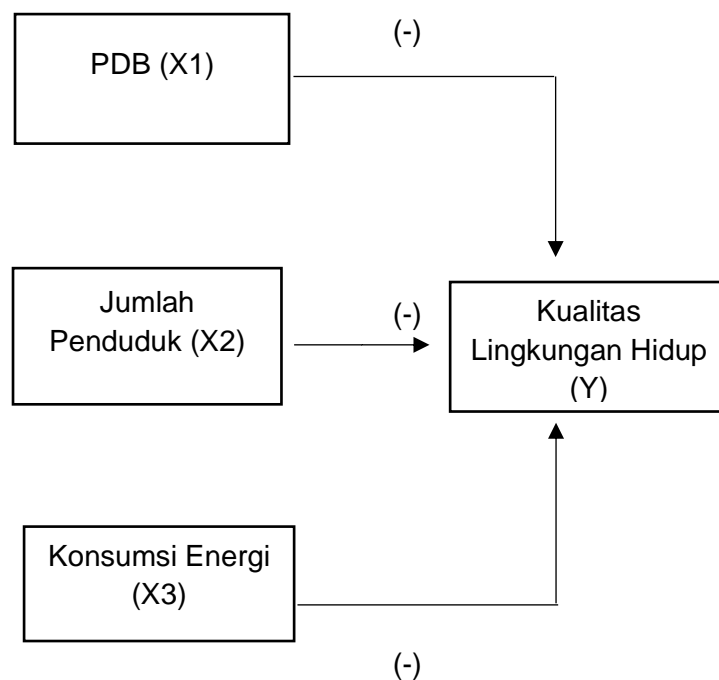 (-)
PDB (X1)
Jumlah
Penduduk (X2)
(-)
Kualitas
Lingkungan Hidup
(Y)
Konsumsi Energi
(X3)
(-)